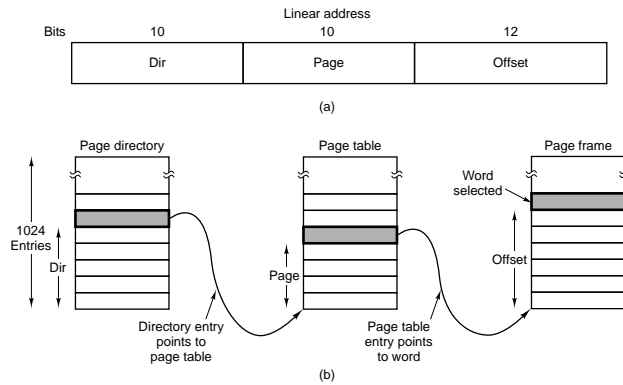 Linear address
Bits 10 10 12
Dir Page Offset
(a)
Page directory Page table Page frame
Word
selected
1024
Entries
Dir
Page
Offset
Directory entry
points to
page table
Page table
entry points
to word
(b)